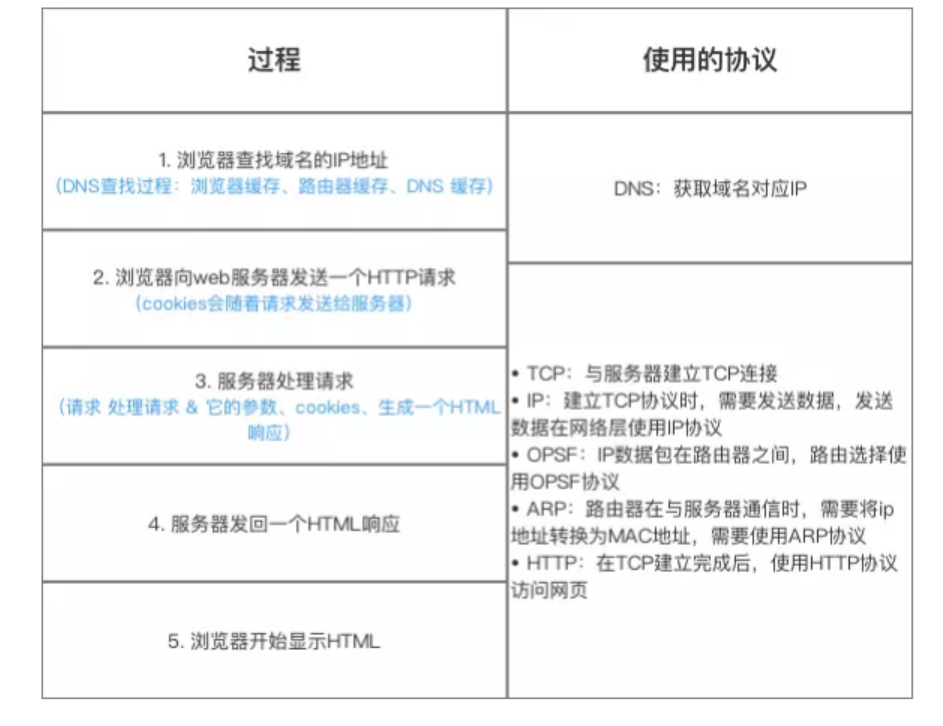 过程
使用的协议
1. 浏览器查找域名的IP地址
（DNS查找过程：浏览器缓存、路由器缓存、DNS 缓存）
DNS：获取域名对应IP
2. 浏览器向web服务器发送一个HTTP请求
（cookies会随着请求发送给服务器）
3. 服务器处理请求
（请求 处理请求 & 它的参数、cookies、生成一个HTML
响应）
4. 服务器发回一个HTML响应
5. 浏览器开始显示HTML
• TCP：与服务器建立TCP连接
• IP：建立TCP协议时，需要发送数据，发送
数据在网络层使用IP协议
• OPSF：IP数据包在路由器之间，路由选择使
用OPSF协议
• ARP：路由器在与服务器通信时，需要将ip
地址转换为MAC地址，需要使用ARP协议
• HTTP：在TCP建立完成后，使用HTTP协议
访问网页